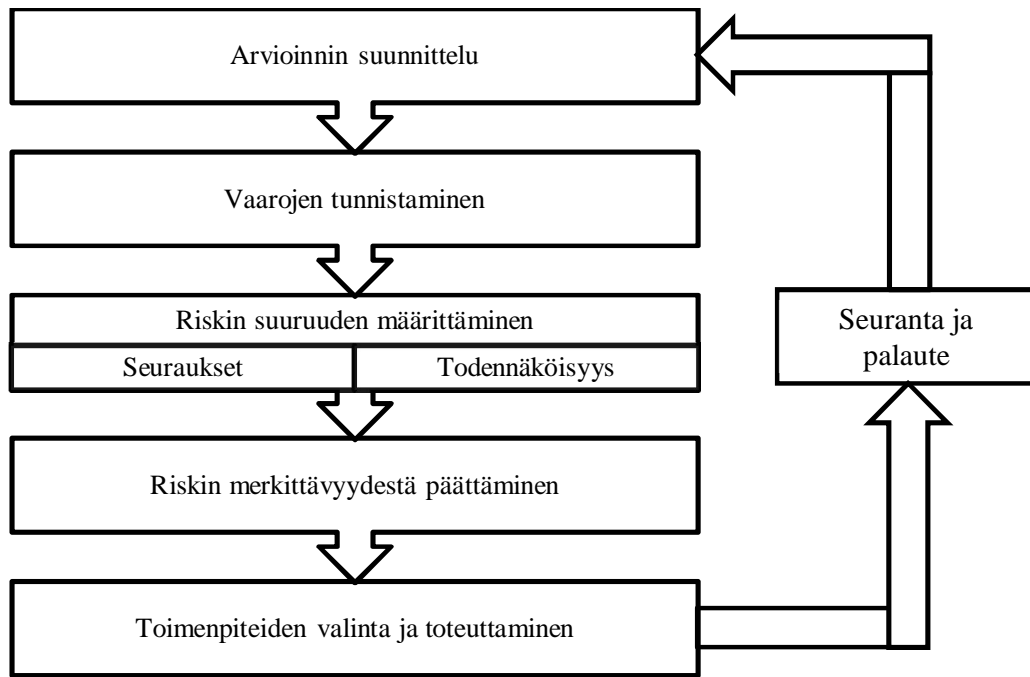 Arvioinnin suunnittelu
Vaarojen tunnistaminen
Riskin suuruuden määrittäminen
Seuraukset
Todennäköisyys
Riskin merkittävyydestä päättäminen
Toimenpiteiden valinta ja toteuttaminen
Seuranta ja
palaute